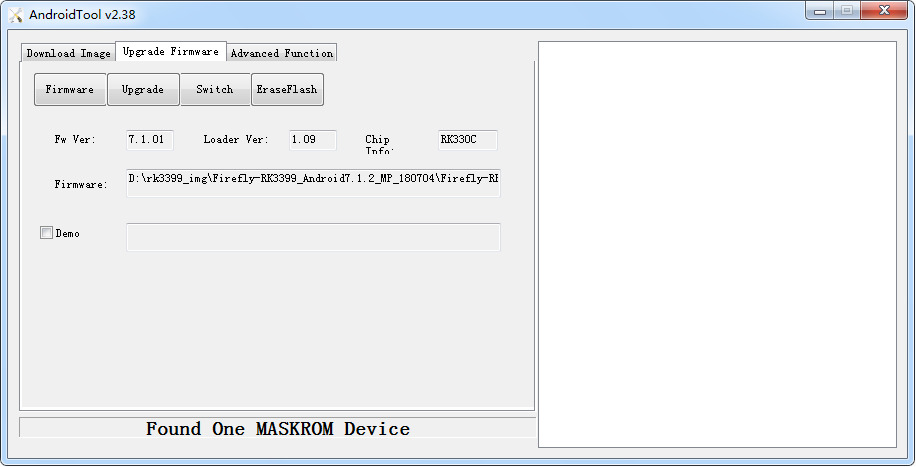 AndroidTool v2.38
Download Image Upgrade Firmware Advanced Function
Firmware Upgrade Switch EraseFlash
Fw Ver: 7.1.01 Loader Ver: 1.09 Chip Info: RK330C
Firmware: D:\rk3399_img\Firefly-RK3399_Android7.1.2_MP_180704\Firefly-RK
Demo
Found One MASKROM Device